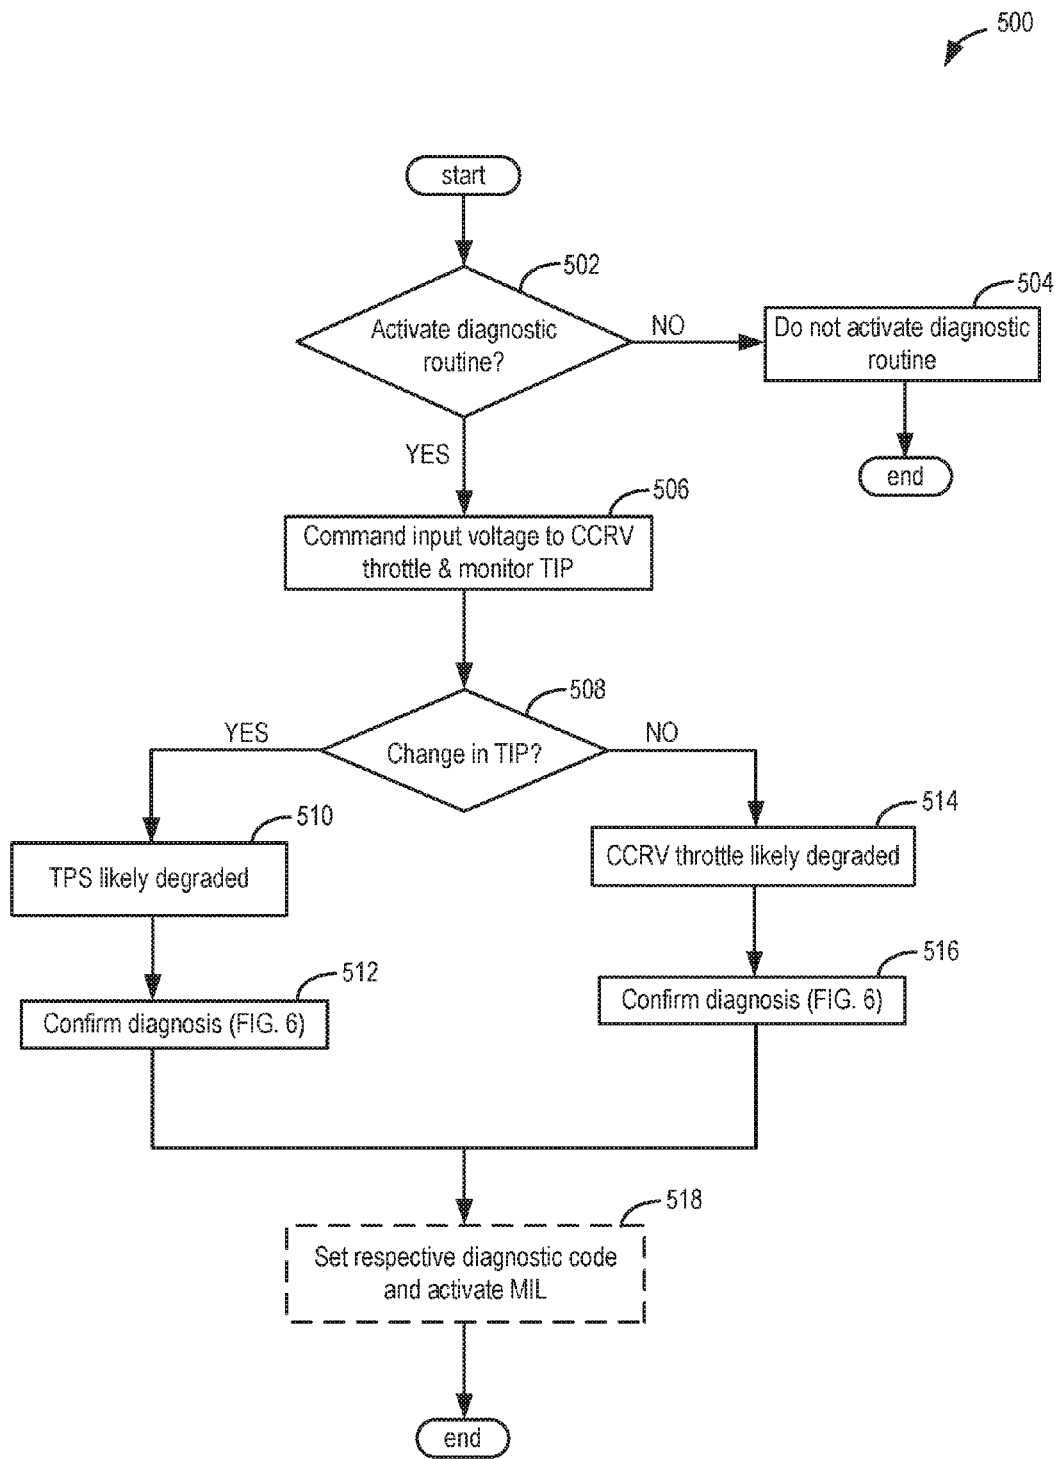 500
start
502
Activate diagnostic
routine?
NO
504
Do not activate diagnostic
routine
end
YES
506
Command input voltage to CCRV
throttle & monitor TIP
508
Change in TIP?
YES
NO
510
TPS likely degraded
514
CCRV throttle likely degraded
512
Confirm diagnosis (FIG. 6)
516
Confirm diagnosis (FIG. 6)
518
Set respective diagnostic code
and activate MIL
end